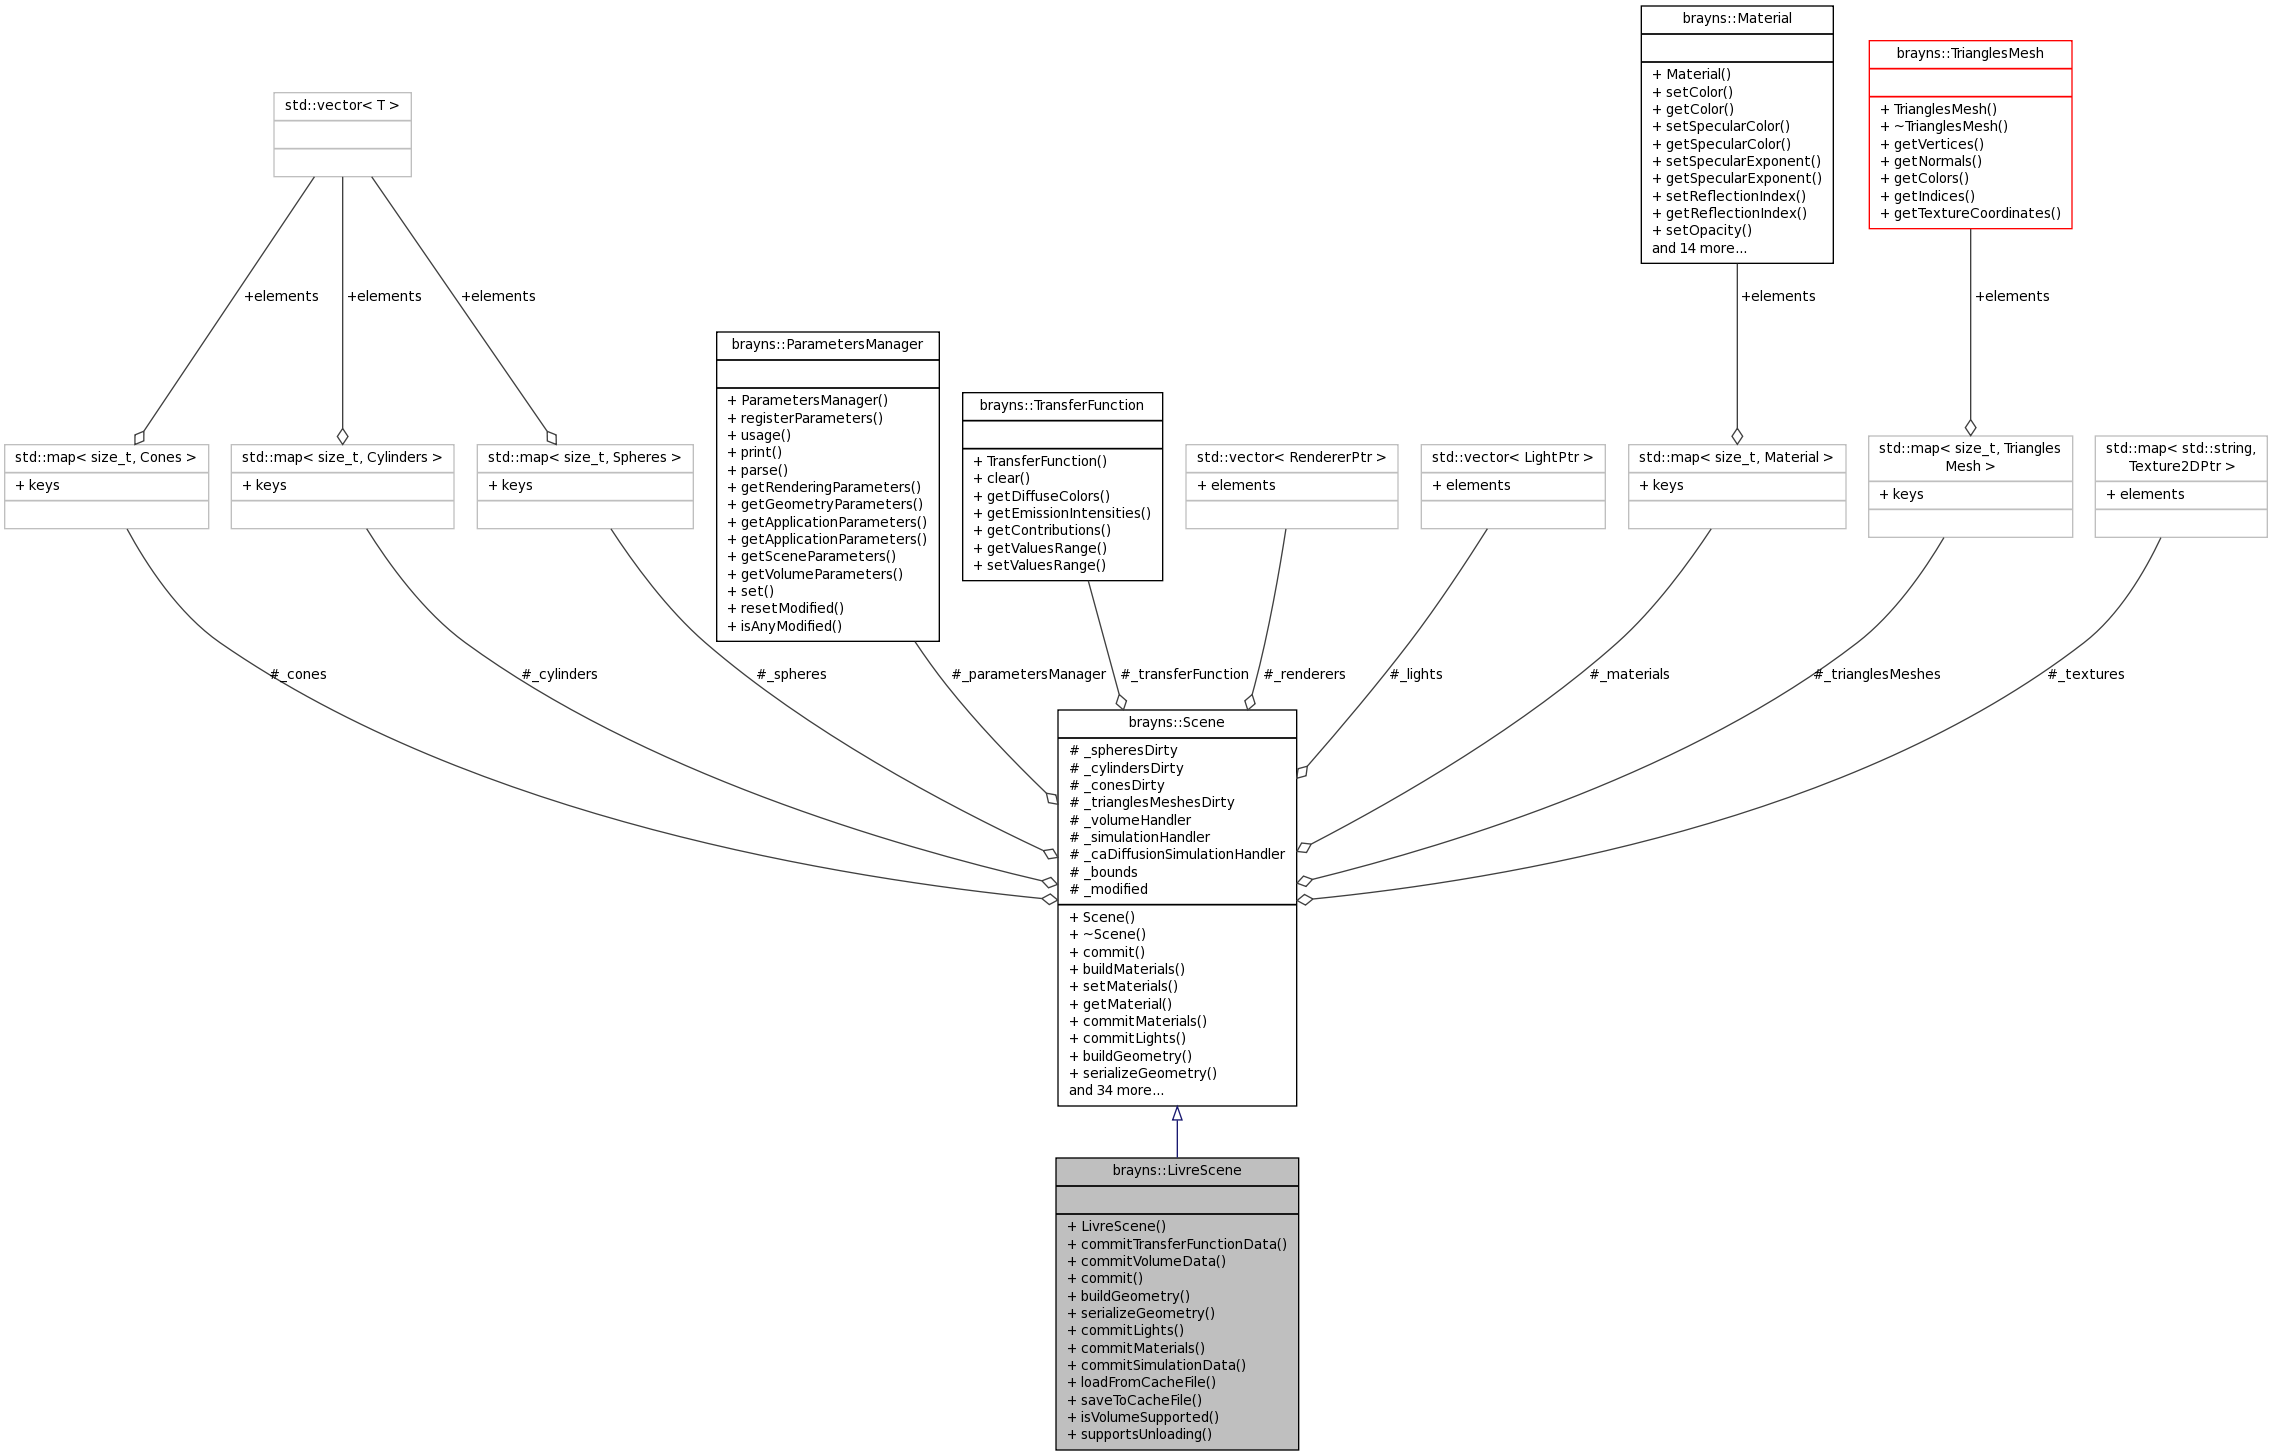 brayns::Material
+ Material()
+ setColor()
+ getColor()
+ setSpecularColor()
+ getSpecularColor()
+ setSpecularExponent()
+ getSpecularExponent()
+ setReflectionIndex()
+ getReflectionIndex()
+ setOpacity()
and 14 more...
brayns::TrianglesMesh
+ TrianglesMesh()
+ ~TrianglesMesh()
+ getVertices()
+ getNormals()
+ getColors()
+ getIndices()
+ getTextureCoordinates()
std::vector< T >
+elements
+elements
+elements
+elements
+elements
std::map< size_t, Cones >
+ keys
std::map< size_t, Cylinders >
+ keys
std::map< size_t, Spheres >
+ keys
brayns::ParametersManager
+ ParametersManager()
+ registerParameters()
+ usage()
+ print()
+ parse()
+ getRenderingParameters()
+ getGeometryParameters()
+ getApplicationParameters()
+ getApplicationParameters()
+ getSceneParameters()
+ getVolumeParameters()
+ set()
+ resetModified()
+ isAnyModified()
brayns::TransferFunction
+ TransferFunction()
+ clear()
+ getDiffuseColors()
+ getEmissionIntensities()
+ getContributions()
+ getValuesRange()
+ setValuesRange()
std::vector< RendererPtr >
+ elements
std::vector< LightPtr >
+ elements
std::map< size_t, Material >
+ keys
std::map< size_t, Triangles
Mesh >
+ keys
std::map< std::string,
Texture2DPtr >
+ elements
#_cones
#_cylinders
#_spheres
#_parametersManager
#_transferFunction
#_renderers
#_lights
#_materials
#_trianglesMeshes
#_textures
brayns::Scene
# _spheresDirty
# _cylindersDirty
# _conesDirty
# _trianglesMeshesDirty
# _volumeHandler
# _simulationHandler
# _caDiffusionSimulationHandler
# _bounds
# _modified
+ Scene()
+ ~Scene()
+ commit()
+ buildMaterials()
+ setMaterials()
+ getMaterial()
+ commitMaterials()
+ commitLights()
+ buildGeometry()
+ serializeGeometry()
and 34 more...
brayns::LivreScene
+ LivreScene()
+ commitTransferFunctionData()
+ commitVolumeData()
+ commit()
+ buildGeometry()
+ serializeGeometry()
+ commitLights()
+ commitMaterials()
+ commitSimulationData()
+ loadFromCacheFile()
+ saveToCacheFile()
+ isVolumeSupported()
+ supportsUnloading()